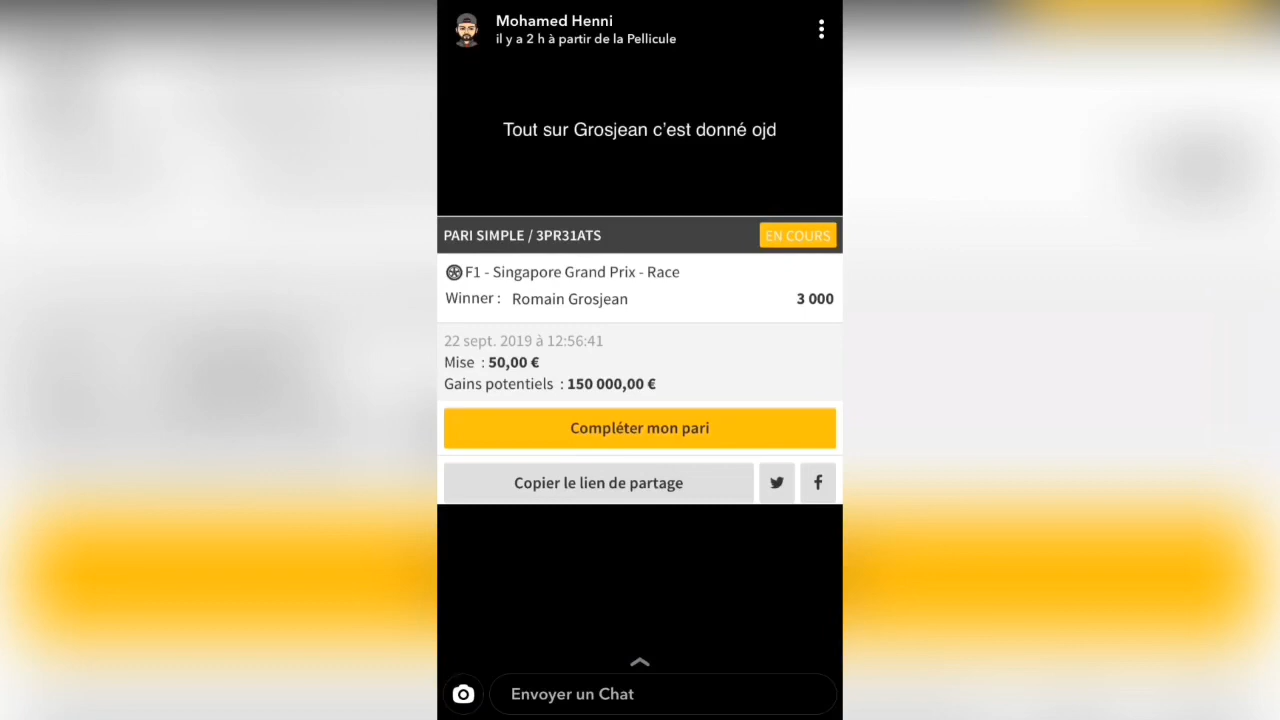 Mohamed Henni
il y a 2 h à partir de la Pellicule
Tout sur Grosjean c'est donné ojd
PARI SIMPLE / 3PR31ATS EN COURS
F1 - Singapore Grand Prix - Race
Winner : Romain Grosjean 3 000
22 sept. 2019 à 12:56:41
Mise : 50,00 €
Gains potentiels : 150 000,00 €
Compléter mon pari
Copier le lien de partage
Envoyer un Chat